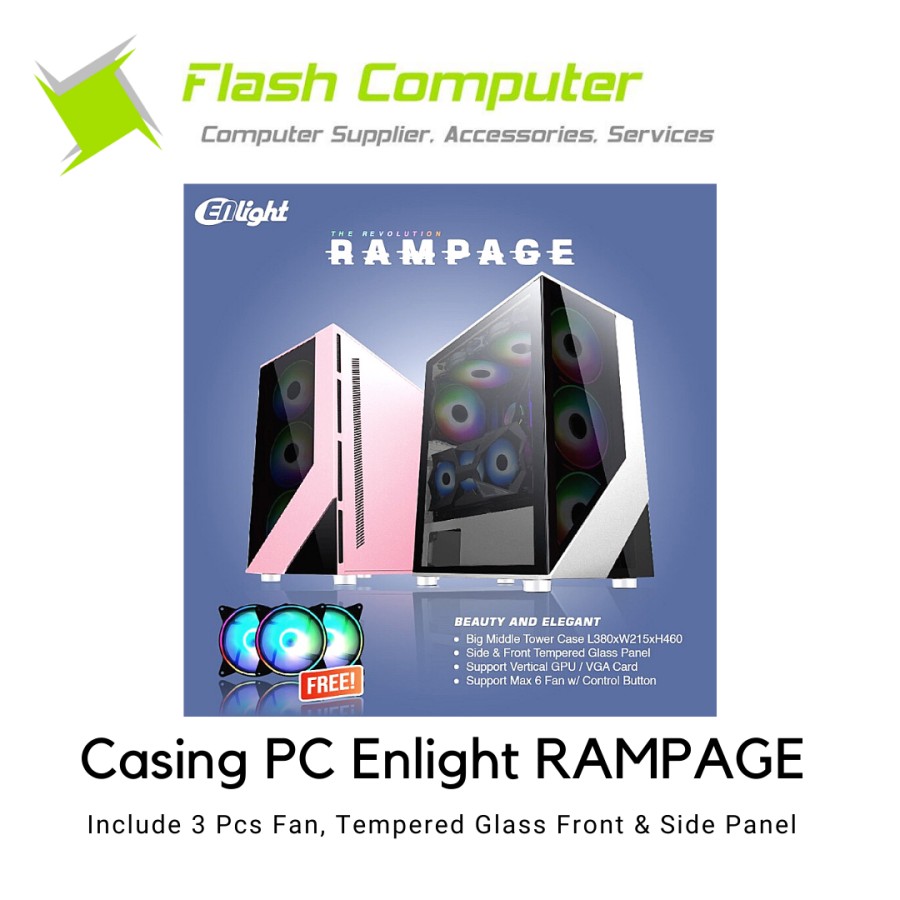 Flash Computer
Computer Supplier, Accessories, Services
ENlight
THE REVOLUTION
RAMPAGE
BEAUTY AND ELEGANT
• Big Middle Tower Case L380xW215xH460
• Side & Front Tempered Glass Panel
• Support Vertical GPU / VGA Card
• Support Max 6 Fan w/ Control Button
FREE!
Casing PC Enlight RAMPAGE
Include 3 Pcs Fan, Tempered Glass Front & Side Panel